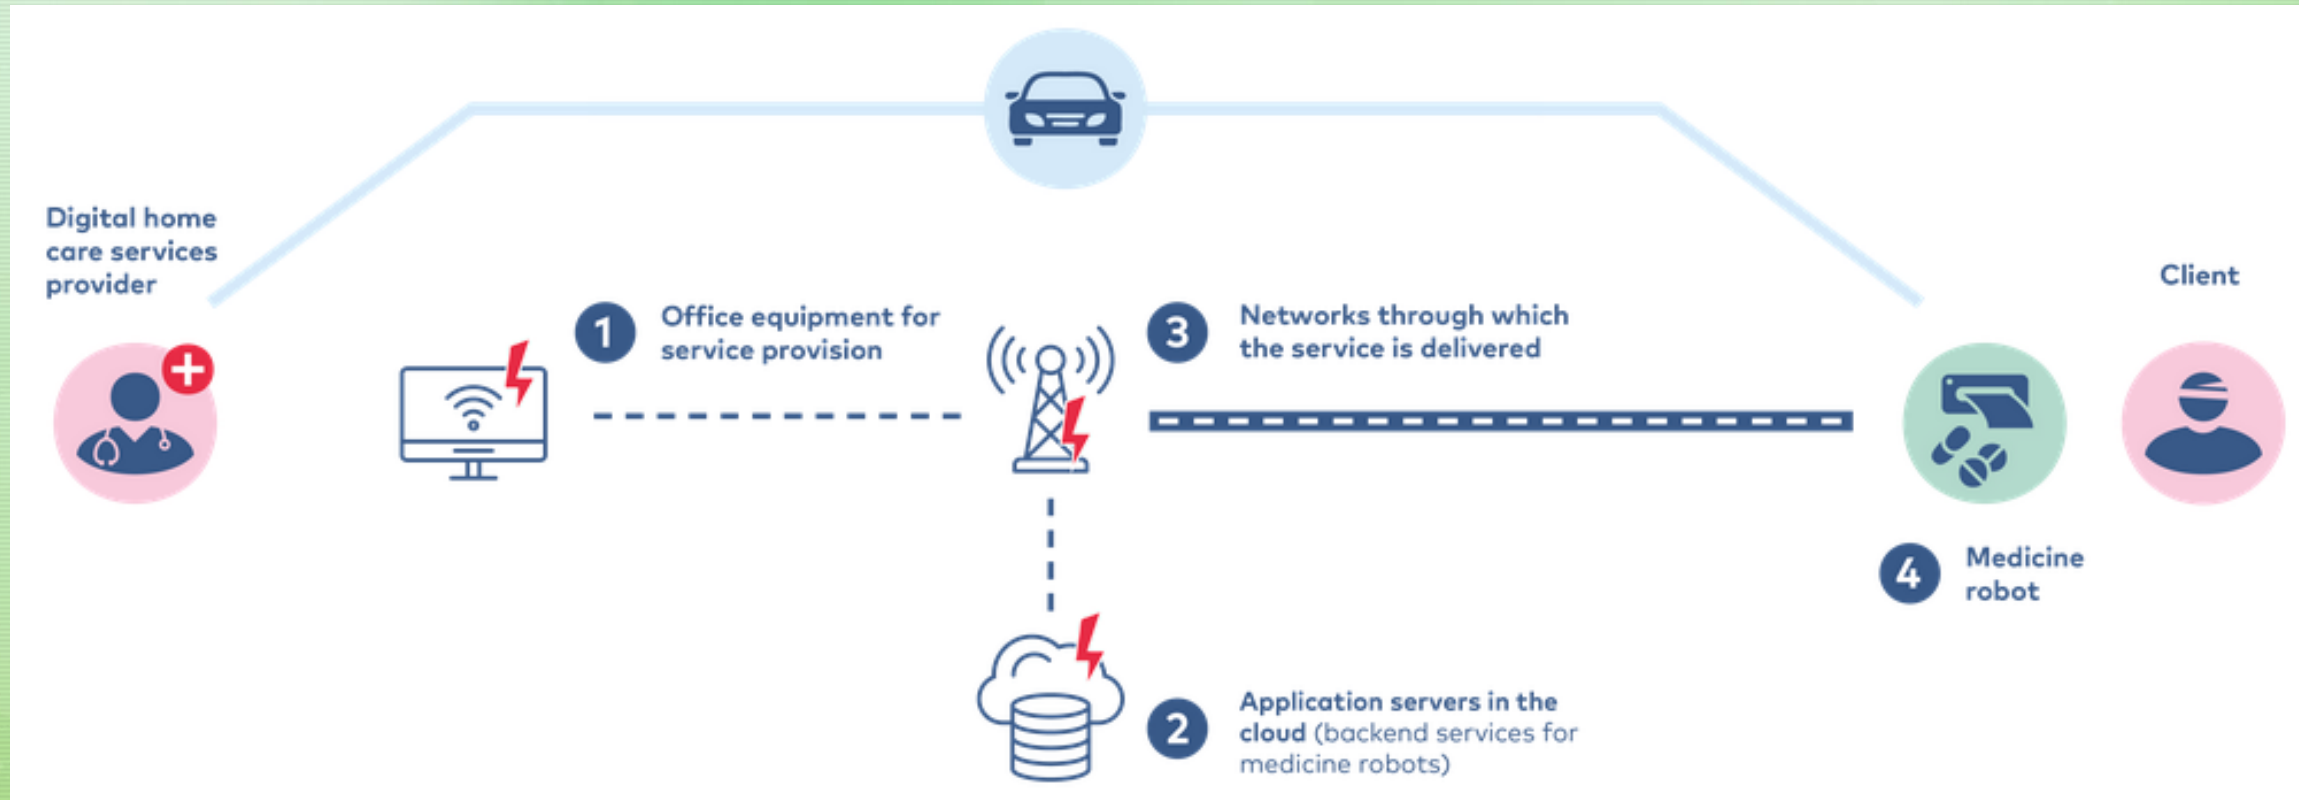 Digital home
care services
provider
1
Office equipment for
service provision
3
Networks through which
the service is delivered
Client
4
Medicine
robot
2
Application servers in the
cloud (backend services for
medicine robots)